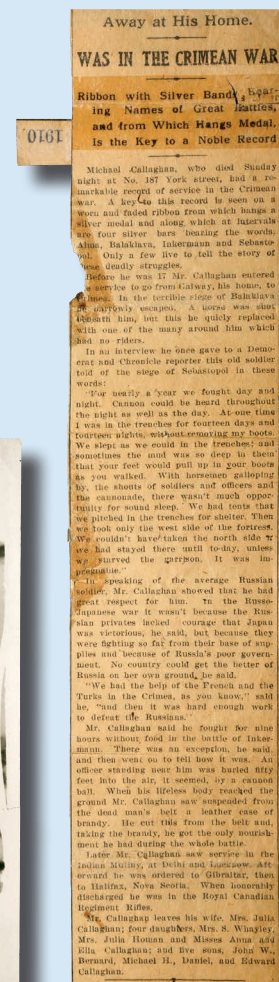 Away at His Home.
WAS IN THE CRIMEAN WAR
Ribbon with Silver Bands Bear-
ing Names of Great Battles,
and from Which Hangs Medal,
Is the Key to a Noble Record
1910.
Michael Callaghan, who died Sunday
night at No. 187 York street, had a re-
markable record of service in the Crimean
war. A key to this record is seen on a
worn and faded ribbon from which hangs a
silver medal and along which at intervals
are four silver bars bearing the words,
Alma, Balaklava, Inkermann and Sebasto-
pol. Only a few live to tell the story of
these deadly struggles.
Before he was 17 Mr. Callaghan entered
service to go from Galway, his home, to
In the terrible siege of Balaklava
he narrowly escaped. A horse was shot
beneath him, but this he quickly replaced
with one of the many around him which
had no riders.
In an interview he once gave to a Demo-
crat and Chronicle reporter this old soldier
told of the siege of Sebastopol in these
words:
"For nearly a year we fought day and
night. Cannon could be heard throughout
the night as well as the day. At one time
I was in the trenches for fourteen days and
fourteen nights, without removing my boots.
We slept as we could in the trenches; and
sometimes the mud was so deep in them
that your feet would pull up in your boots
as you walked. With horsemen galloping
by, the shouts of soldiers and officers and
the cannonade, there wasn't much oppor-
tunity for sound sleep. We had tents that
we pitched in the trenches for shelter. Then
we took only the west side of the fortress.
We couldn't have taken the north side if
we had stayed there until to-day, unless
we starved the garrison. It was im-
pregnable."
In speaking of the average Russian
soldier, Mr. Callaghan showed that he had
great respect for him. In the Russo-
Japanese war it wasn't because the Rus-
sian privates lacked courage that Japan
was victorious, he said, but because they
were fighting so far from their base of sup-
plies and because of Russia's poor govern-
ment. No country could get the better of
Russia on her own ground, he said.
"We had the help of the French and the
Turks in the Crimea, as you know," said
he, "and then it was hard enough work
to defeat the Russians."
Mr. Callaghan said he fought for nine
hours without food in the battle of Inker-
mann. There was an exception, he said,
and then went on to tell how it was. An
officer standing near him was hurled fifty
feet into the air, it seemed, by a cannon
ball. When his lifeless body reached the
ground Mr. Callaghan saw suspended from
the dead man's belt a leather case of
brandy. He cut this from the belt and,
taking the brandy, he got the only nourish-
ment he had during the whole battle.
Later Mr. Callaghan saw service in the
Indian Mutiny, at Delhi and Lucknow. Aft-
erward he was ordered to Gibraltar, then
to Halifax, Nova Scotia. When honorably
discharged he was in the Royal Canadian
Regiment Rifles.
Mr. Callaghan leaves his wife, Mrs. Julia
Callaghan; four daughters, Mrs. S. Whayley,
Mrs. Julia Honan and Misses Anna and
Ella Callaghan; and five sons, John W.,
Bernard, Michael H., Daniel, and Edward
Callaghan.